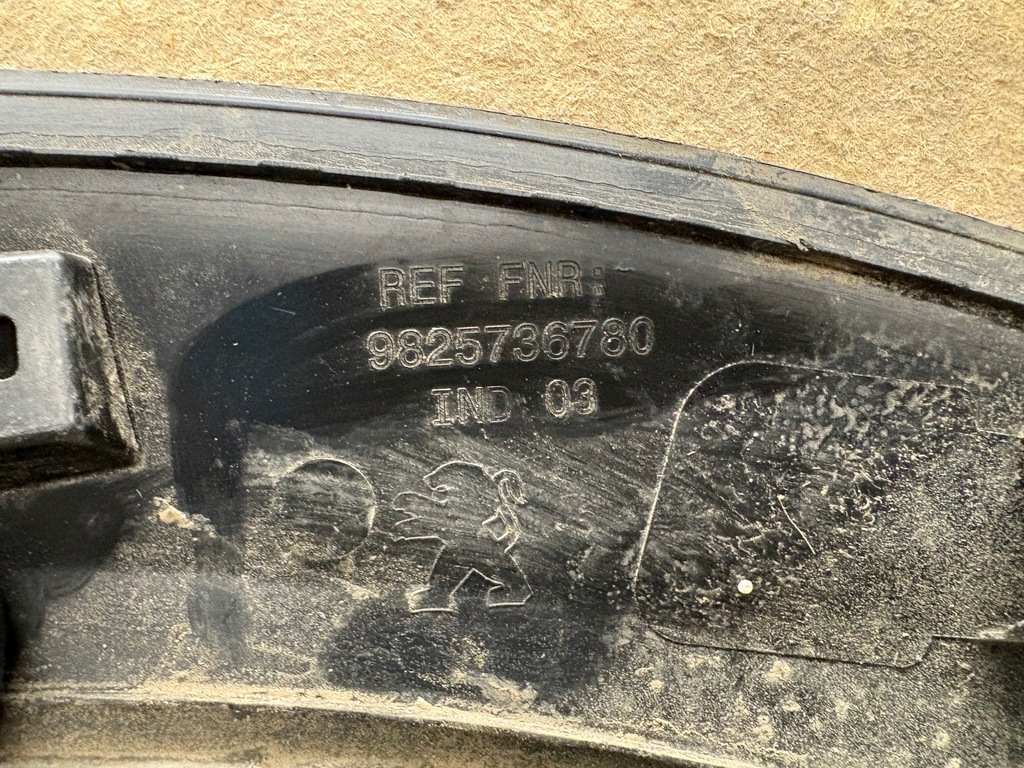 REF FNR:
9825736780
IND 03